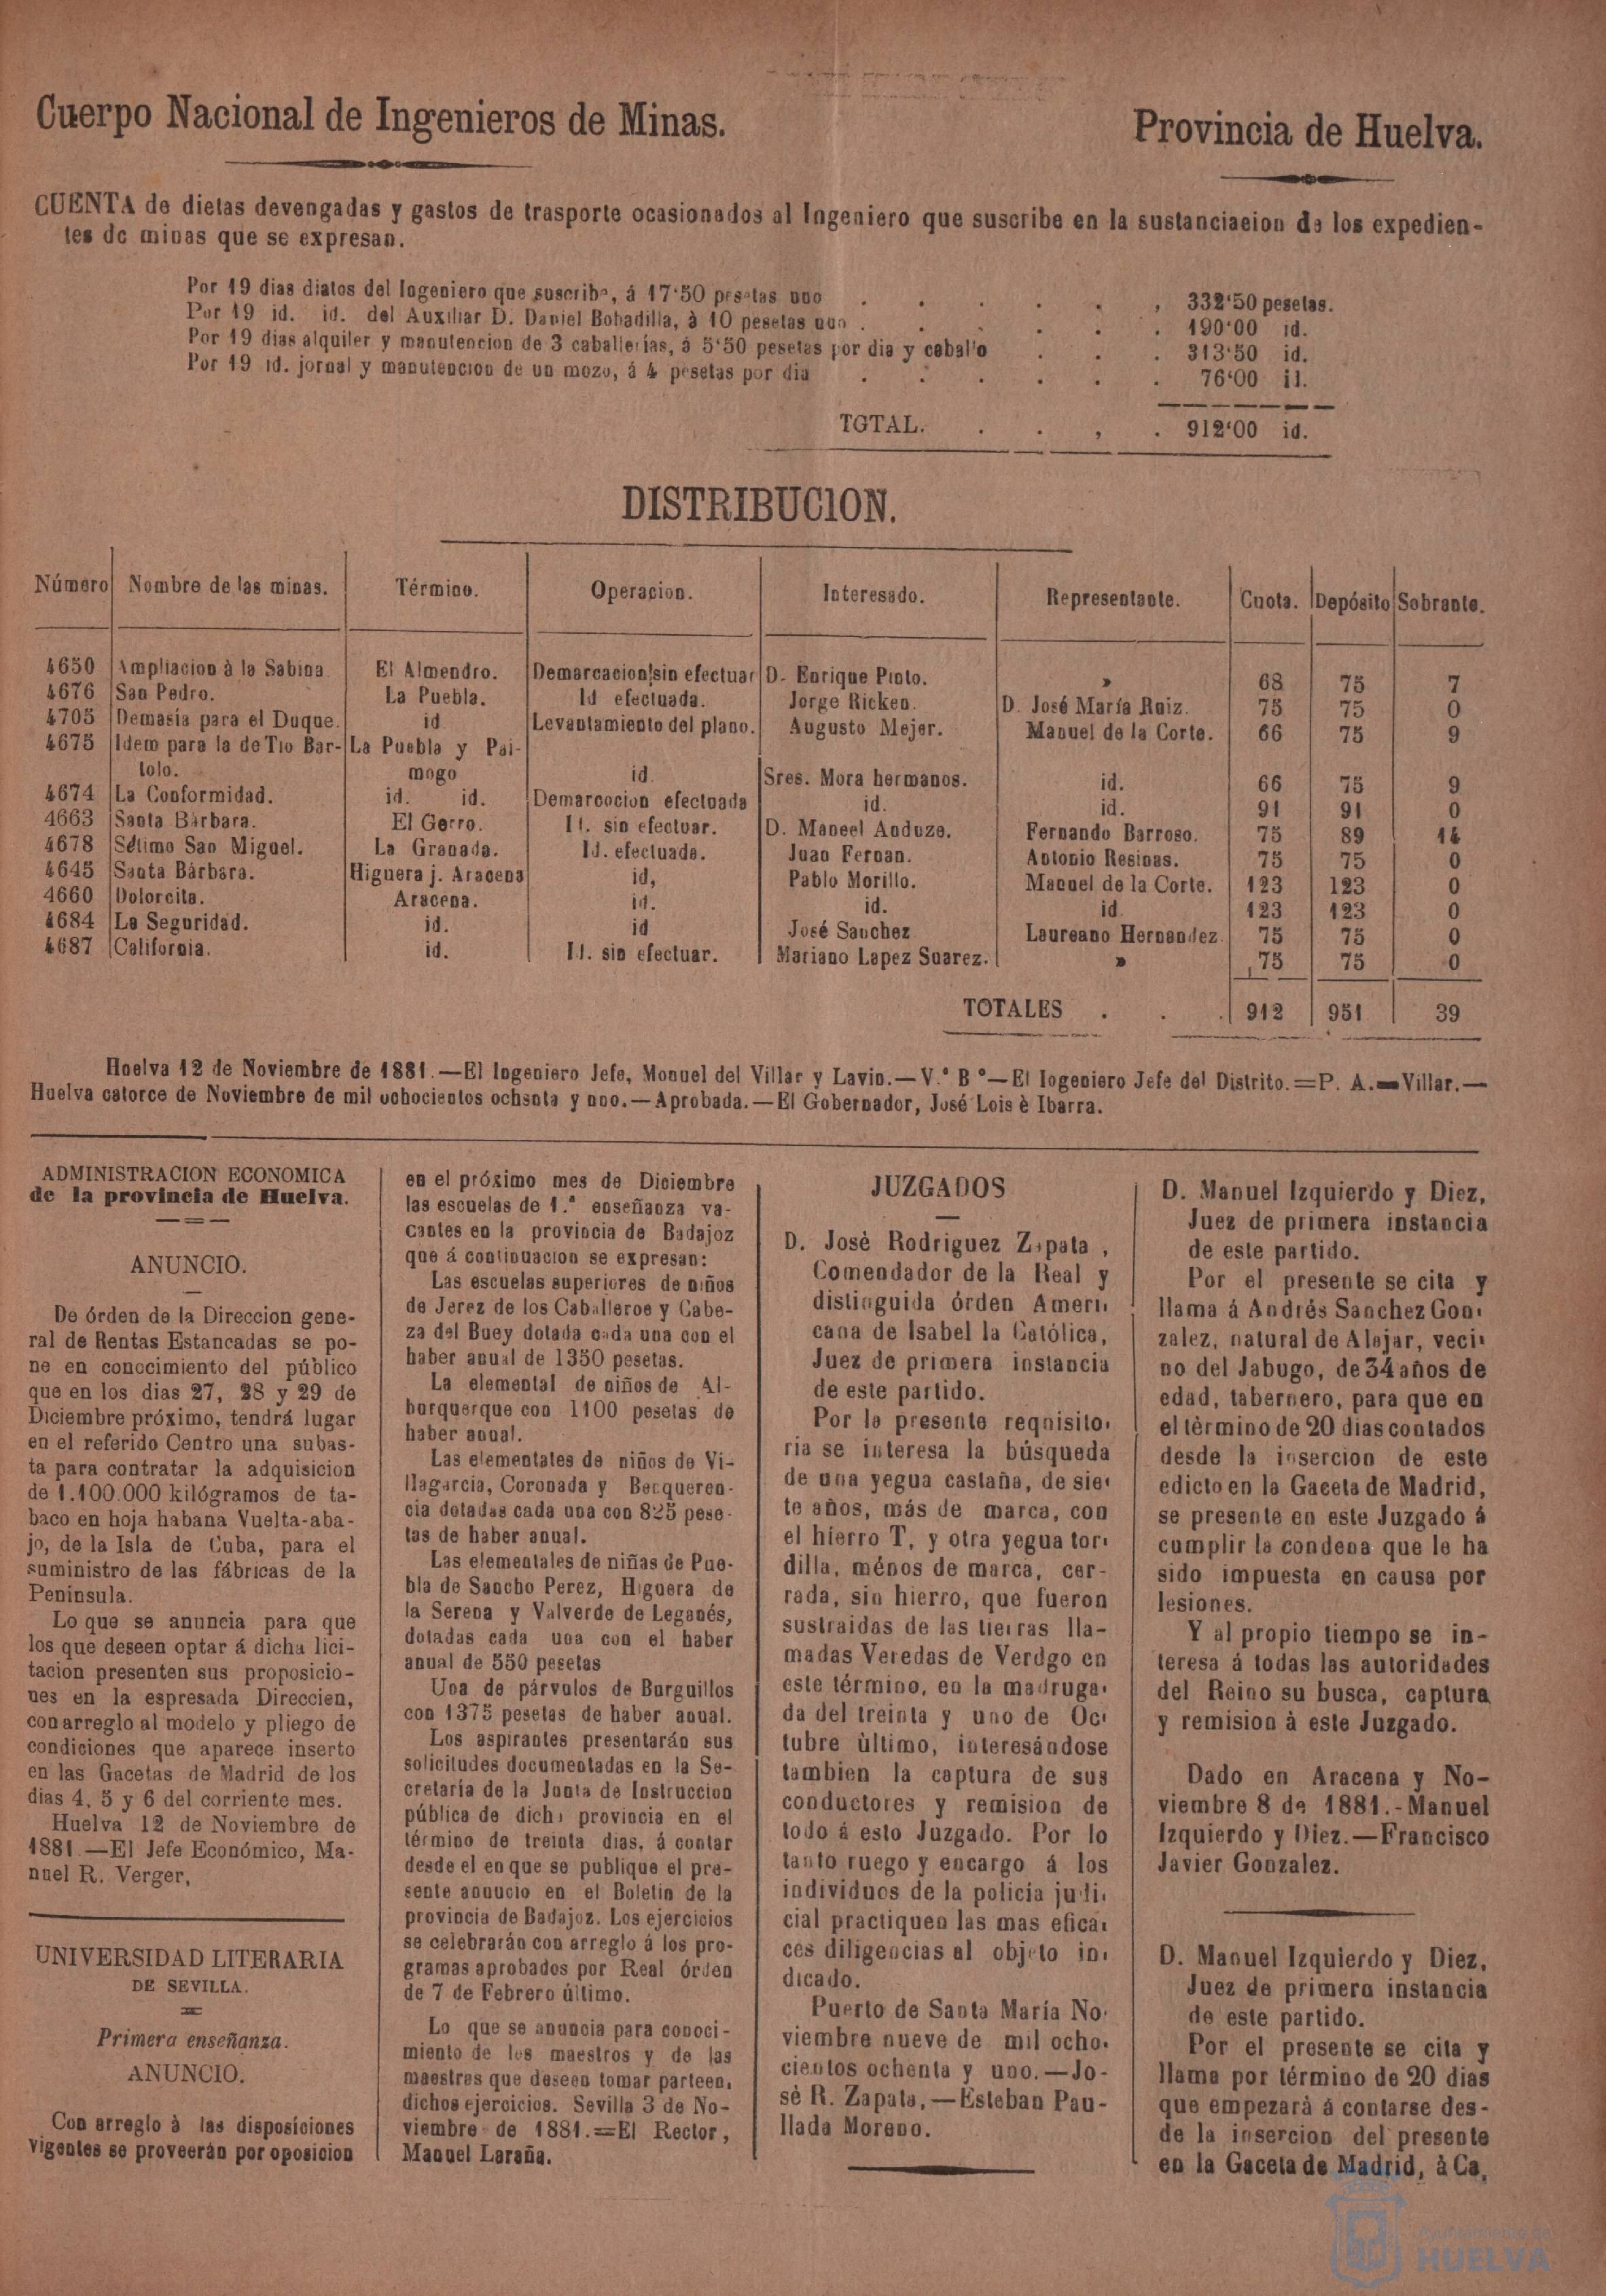 Cuerpo Nacional de Ingenieros de Minas.
Provincia de Huelva.
CUENTA de dietas devengadas y gastos de trasporte ocasionados al Ingeniero que suscribe en la sustanciaeion de los expedien-
tes de minas que se expresan.
Por 19 dias diatos del Ingeniero que suscribe, á 17'50 pesetas uno . . . . . , 332'50 pesetas.
Por 19 id. id. del Auxiliar D. Daniel Bobadilla, à 10 pesetas uno . . . . . . 190'00 id.
Por 19 dias alquiler y manutencion de 3 caballerías, á 5'50 pesetas por dia y caballo . . . 313'50 id.
Por 19 id. jornal y manutencion de un mozo, á 4 pesetas por dia . . . . . . 76'00 id.
TGTAL. . . , . 912'00 id.
DISTRIBUCION.
Número Nombre de las minas. Término. Operacion. Interesado. Representante. Cuota. Depósito Sobrante.
4650 Ampliacion à la Sabina El Almendro. Demarcacion sin efectuar D. Enrique Pinto. » 68 75 7
4676 San Pedro. La Puebla. Id efectuada. Jorge Ricken. D. José María Ruiz. 75 75 0
4705 Demasía para el Duque. id. Levantamiento del plano. Augusto Mejer. Manuel de la Corte. 66 75 9
4675 Idem para la de Tio Bar- La Puebla y Pai-
tolo. mogo id. Sres. Mora hermanos. id. 66 75 9
4674 La Conformidad. id. id. Demarcocion efectuada id. id. 91 91 0
4663 Santa Bárbara. El Gerro. Id. sin efectuar. D. Maneel Anduze. Fernando Barroso. 75 89 14
4678 Sétimo San Miguel. La Granada. Id. efectuada. Juan Fernan. Antonio Resinas. 75 75 0
4645 Santa Bárbara. Higuera j. Aracena id, Pablo Morillo. Manuel de la Corte. 123 123 0
4660 Dolorcita. Aracena. id. id. id. 123 123 0
4684 La Seguridad. id. id José Sanchez Laureano Hernandez 75 75 0
4687 California. id. Id. sin efectuar. Mariano Lapez Suarez. » 75 75 0
TOTALES . . . 912 951 39
Hoelva 12 de Noviembre de 1881.—El Ingeniero Jefe, Monuel del Villar y Lavin.—V.° B °—El Iogeniero Jefe del Distrito.=P. A.=Villar.—
Huelva catorce de Noviembre de mil uchocientos ochsnta y uno.—Aprobada.—El Gobernador, José Lois è Ibarra.
ADMINISTRACION ECONOMICA
de la provincia de Huelva.
ANUNCIO.
De órden de la Direccion gene-
ral de Rentas Estancadas se po-
ne en conocimiento del público
que en los dias 27, 28 y 29 de
Diciembre próximo, tendrá lugar
en el referido Centro una subas-
ta para contratar la adquisicion
de 1.100.000 kilógramos de ta-
baco en hoja habana Vuelta-aba-
jo, de la Isla de Cuba, para el
suministro de las fábricas de la
Peninsula.
Lo que se anuncia para que
los que deseen optar á dicha lici-
tacion presenten sus proposicio-
nes en la espresada Direccien,
con arreglo al modelo y pliego de
condiciones que aparece inserto
en las Gacetas de Madrid de los
dias 4, 5 y 6 del corriente mes.
Huelva 12 de Noviembre de
1881.—El Jefe Económico, Ma-
nuel R. Verger,
UNIVERSIDAD LITERARIA
DE SEVILLA.
Primera enseñanza.
ANUNCIO.
Con arreglo à las disposíciones
vigentes se proveerán por oposicion
en el próximo mes de Diciembre
las escuelas de 1.ª enseñanza va-
cantes en la provincia de Badajoz
que á continuacion se expresan:
Las escuelas superiores de niños
de Jerez de los Caballeros y Cabe-
za del Buey dotada cada una con el
haber anual de 1350 pesetas.
La elemental de niños de Al-
burquerque con 1100 pesetas de
haber anual.
Las elementales de niños de Vi-
llagarcía, Coronada y Becqueren-
cia dotadas cada una con 825 pese-
tas de haber anual.
Las elementales de niñas de Pue-
bla de Sancho Perez, Higuera de
la Serena y Valverde de Leganés,
dotadas cada una con el haber
anual de 550 pesetas
Una de párvulos de Burguillos
con 1375 pesetas de haber anual.
Los aspirantes presentarán sus
solicitudes documentadas en la Se-
cretaría de la Junta de Instruccion
pública de dicha provincia en el
término de treinta dias, á contar
desde el en que se publique el pre-
sente anuucio en el Boletin de la
provincia de Badajoz. Los ejercicios
se celebrarán con arreglo á los pro-
gramas aprobados por Real órden
de 7 de Febrero último.
Lo que se anuncia para conoci-
miento de los maestros y de las
maestras que deseen tomar parteen,
dichos ejercicios. Sevilla 3 de No-
viembre de 1881.=El Rector,
Manuel Laraña.
JUZGADOS
D. Josè Rodriguez Zapata ,
Comendador de la Real y
distinguida órden Ameri
cana de Isabel la Católica,
Juez de primera instancia
de este partido.
Por la presente reqnisito-
ria se interesa la búsqueda
de una yegua castaña, de sie-
te años, más de marca, con
el hierro T, y otra yegua tor-
dilla, ménos de marca, cer-
rada, sin hierro, que fueron
sustraidas de las tierras lla-
madas Veredas de Verdgo en
este término, en la madruga-
da del treinta y uno de Oc-
tubre ùltimo, interesándose
tambien la captura de sus
conductores y remision de
todo á esto Juzgado. Por lo
tanto ruego y encargo á los
individuos de la policía judi-
cial practiquen las mas eficá-
ces diligencias al objeto in-
dicado.
Puerto de Santa María No-
viembre nueve de mil ocho-
cientos ochenta y uno.—Jo-
sè R. Zapata,—Esteban Pau-
llada Moreno.
D. Manuel Izquierdo y Diez,
Juez de primera instancia
de este partido.
Por el presente se cita y
llama á Andrés Sanchez Gon-
zalez, natural de Alajar, veci-
no del Jabugo, de 34 años de
edad, tabernero, para que en
el tèrmino de 20 dias contados
desde la insercion de este
edicto en la Gaceta de Madrid,
se presente en este Juzgado á
cumplir la condena que le ha
sido impuesta en causa por
lesiones.
Y al propio tiempo se in-
teresa á todas las autoridades
del Reino su busca, captura
y remision à este Juzgado.
Dado en Aracena y No-
viembre 8 de 1881.-Manuel
Izquierdo y Diez.—Francisco
Javier Gonzalez.
D. Manuel Izquierdo y Diez,
Juez de primera instancia
de este partido.
Por el presente se cita y
llama por término de 20 dias
que empezarà á contarse des-
de la insercion del presente
en la Gaceta de Madrid, à Ca,
Ayuntamiento de
HUELVA